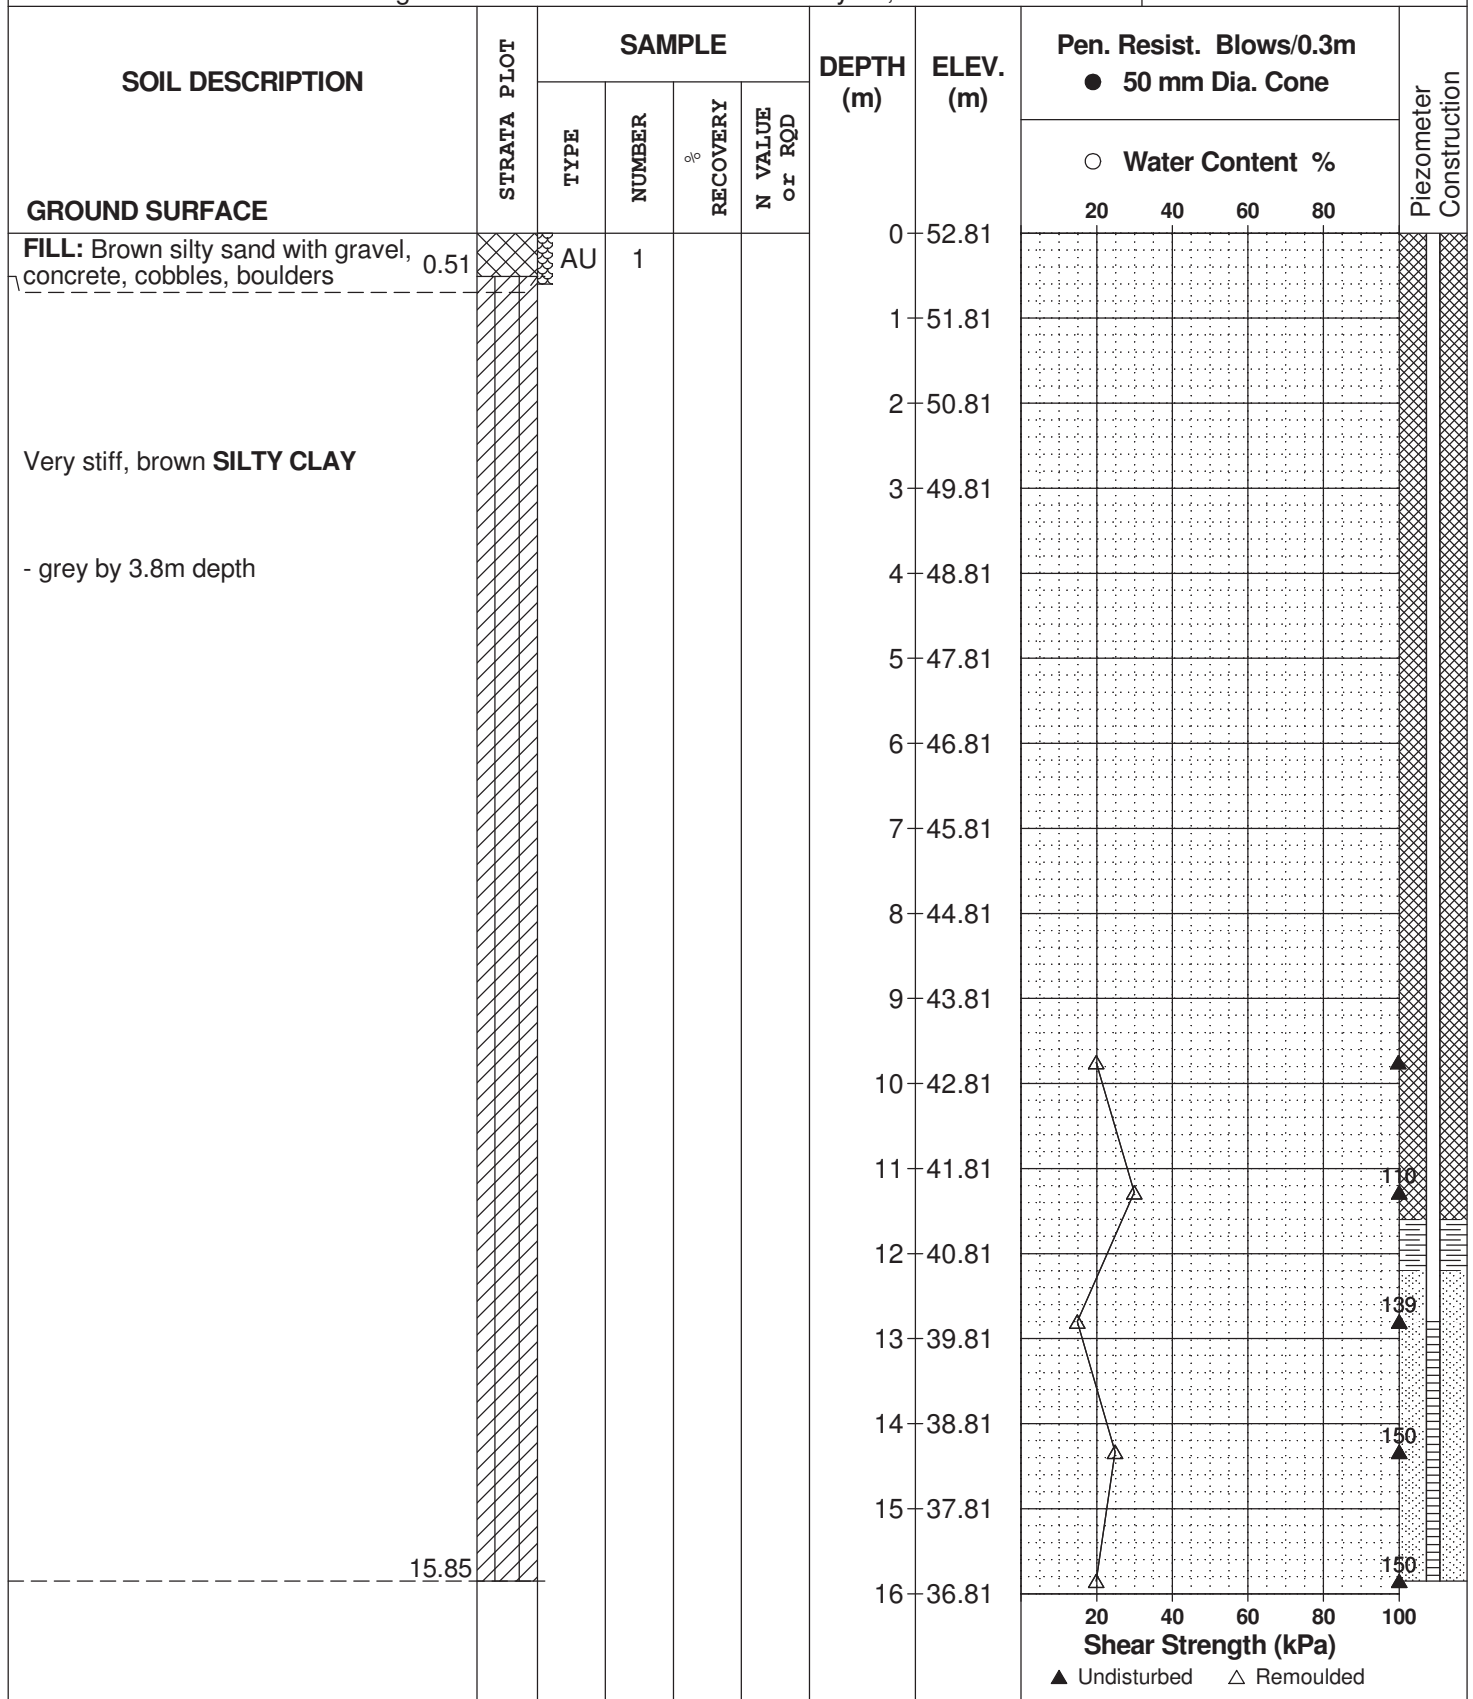 SOIL DESCRIPTION
GROUND SURFACE
STRATA PLOT
SAMPLE
TYPE
NUMBER
%
RECOVERY
N VALUE
or RQD
DEPTH
(m)
ELEV.
(m)
Pen. Resist. Blows/0.3m
● 50 mm Dia. Cone
○ Water Content %
20 40 60 80
Piezometer
Construction
FILL: Brown silty sand with gravel,
concrete, cobbles, boulders
0.51
AU 1
0 52.81
1 51.81
2 50.81
Very stiff, brown SILTY CLAY
3 49.81
- grey by 3.8m depth
4 48.81
5 47.81
6 46.81
7 45.81
8 44.81
9 43.81
10 42.81
11 41.81
110
12 40.81
139
13 39.81
14 38.81
150
15 37.81
15.85
150
16 36.81
20 40 60 80 100
Shear Strength (kPa)
▲ Undisturbed △ Remoulded